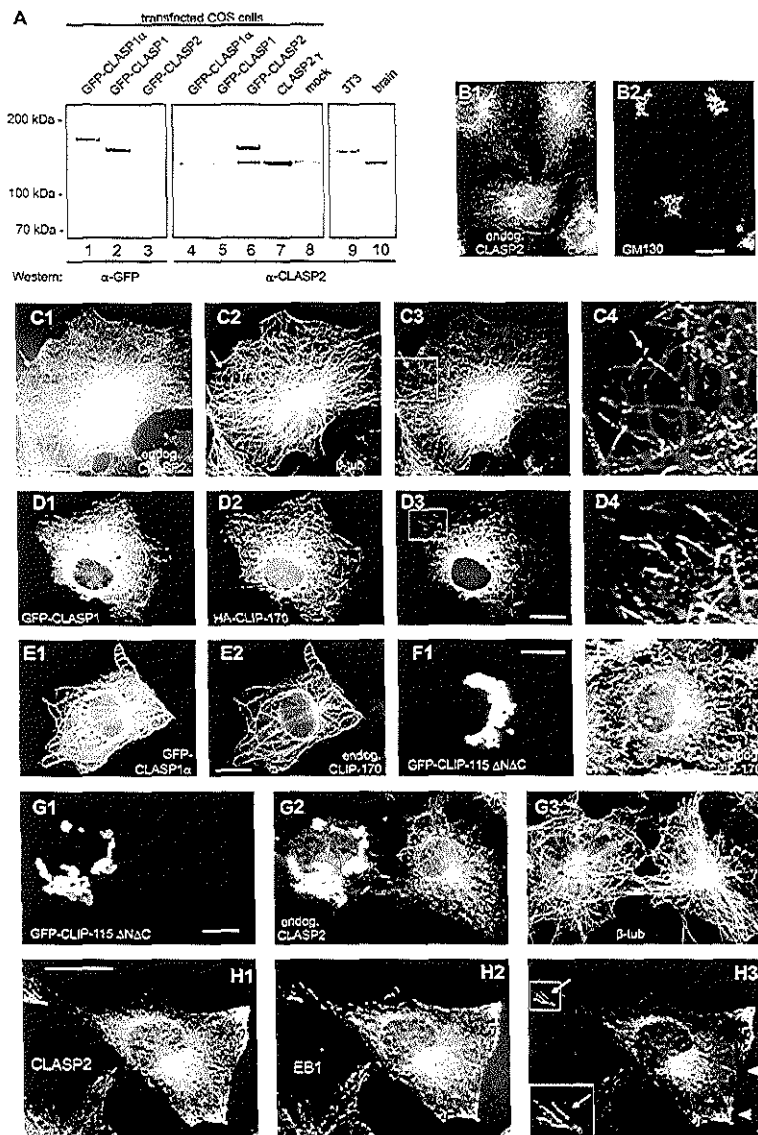 A
transfected COS cells
GFP-CLASP1α
GFP-CLASP1
GFP-CLASP2
GFP-CLASP1α
GFP-CLASP1
GFP-CLASP2
CLASP2 γ
mock
3T3
brain
200 kDa -
100 kDa -
70 kDa -
1 2 3 4 5 6 7 8 9 10
Western: α-GFP α-CLASP2
B1
endog.
CLASP2
B2
GM130
C1
endog.
CLASP2
C2
β-tub
C3
C4
D1
GFP-CLASP1
D2
HA-CLIP-170
D3
D4
E1
GFP-
CLASP1α
E2
endog.
CLIP-170
F1
GFP-CLIP-115 ΔNΔC
G1
GFP-CLIP-115 ΔNΔC
G2
endog.
CLASP2
G3
β-tub
H1
CLASP2
H2
EB1
H3